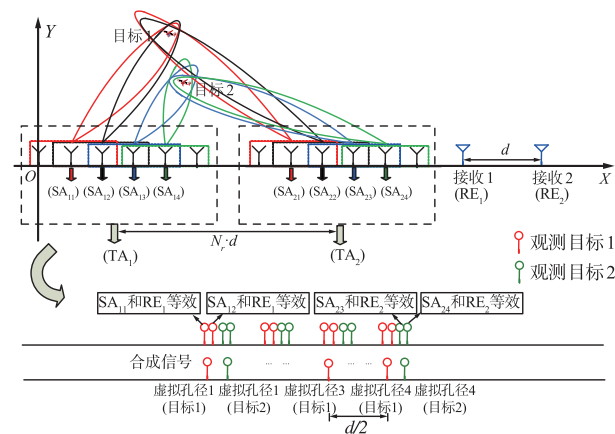 Y
目标1
目标2
O
X
d
(SA₁₁)
(SA₁₂)
(SA₁₃)
(SA₁₄)
(SA₂₁)
(SA₂₂)
(SA₂₃)
(SA₂₄)
接收1
(RE₁)
接收2
(RE₂)
Nᵣ·d
(TA₁)
(TA₂)
观测目标1
观测目标2
SA₁₁和RE₁等效
SA₁₂和RE₁等效
SA₂₃和RE₂等效
SA₂₄和RE₂等效
合成信号
... ...
... ...
虚拟孔径1
(目标1)
虚拟孔径1
(目标2)
虚拟孔径3
(目标1)
虚拟孔径4
(目标1)
虚拟孔径4
(目标2)
d/2